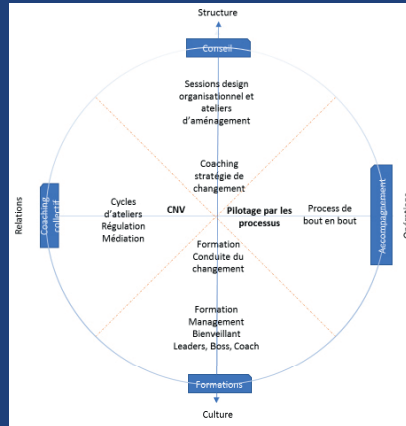 Structure
Conseil
Sessions design
organisationnel et
ateliers
d'aménagement
Coaching
stratégie de
changement
Relations
Coaching
collectif
Cycles
d'ateliers
Régulation
Médiation
CNV
Pilotage par les
processus
Process de
bout en bout
Accompagnement
Formation
Conduite du
changement
Formation
Management
Bienveillant
Leaders, Boss, Coach
Formations
Culture